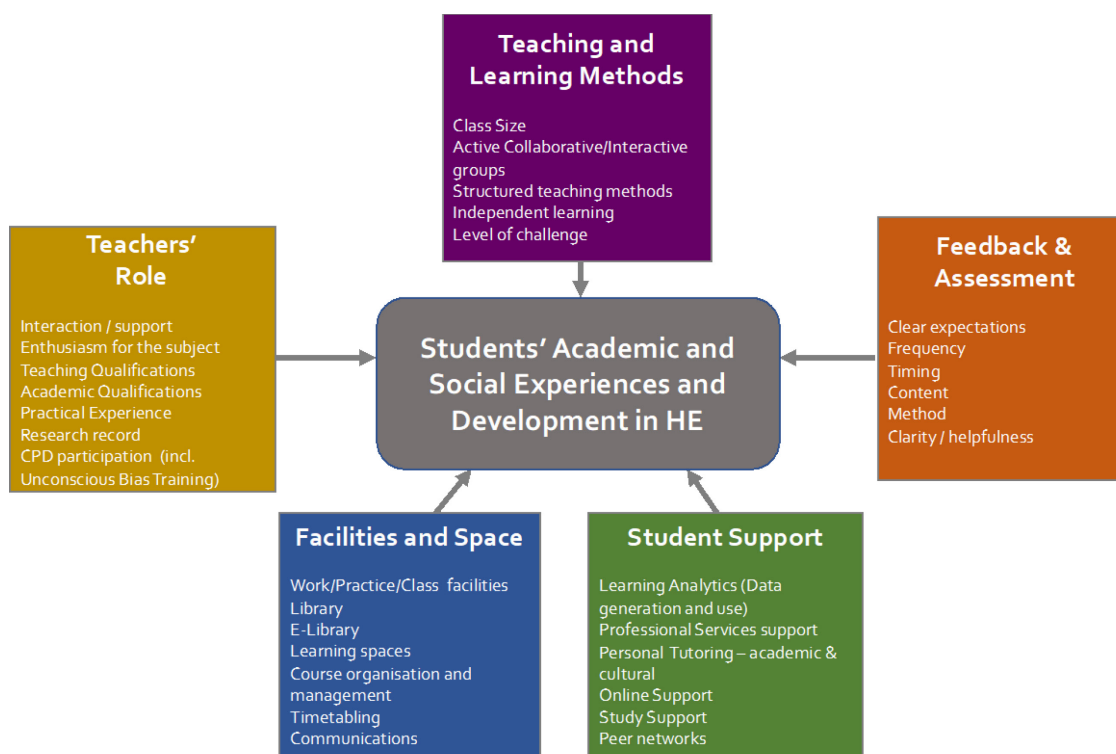 Teaching and
Learning Methods
Class Size
Active Collaborative/Interactive
groups
Structured teaching methods
Independent learning
Level of challenge
Teachers'
Role
Interaction / support
Enthusiasm for the subject
Teaching Qualifications
Academic Qualifications
Practical Experience
Research record
CPD participation (incl.
Unconscious Bias Training)
Students' Academic and
Social Experiences and
Development in HE
Feedback &
Assessment
Clear expectations
Frequency
Timing
Content
Method
Clarity / helpfulness
Facilities and Space
Work/Practice/Class facilities
Library
E-Library
Learning spaces
Course organisation and
management
Timetabling
Communications
Student Support
Learning Analytics (Data
generation and use)
Professional Services support
Personal Tutoring – academic &
cultural
Online Support
Study Support
Peer networks